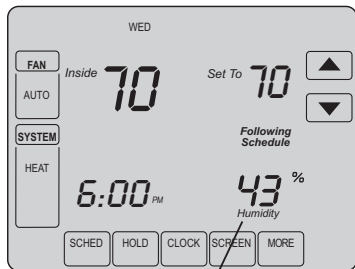 WED
FAN
AUTO
Inside 70
Set To 70
SYSTEM
HEAT
Following
Schedule
6:00 PM
43 %
Humidity
SCHED HOLD CLOCK SCREEN MORE